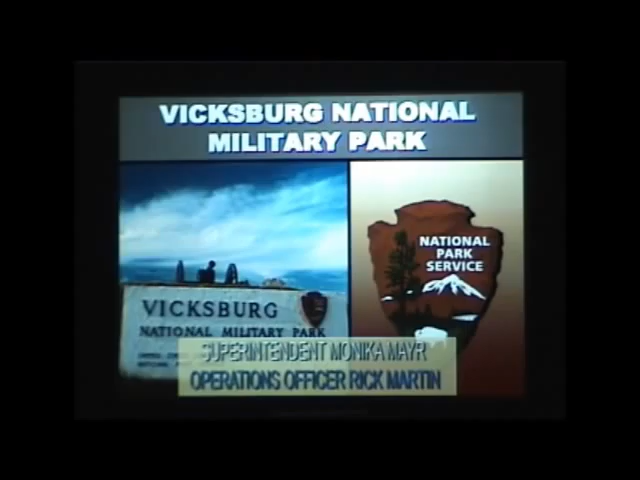 VICKSBURG NATIONAL
MILITARY PARK
VICKSBURG
NATIONAL MILITARY PARK
NATIONAL
PARK
SERVICE
SUPERINTENDENT MONIKA MAYR
OPERATIONS OFFICER RICK MARTIN